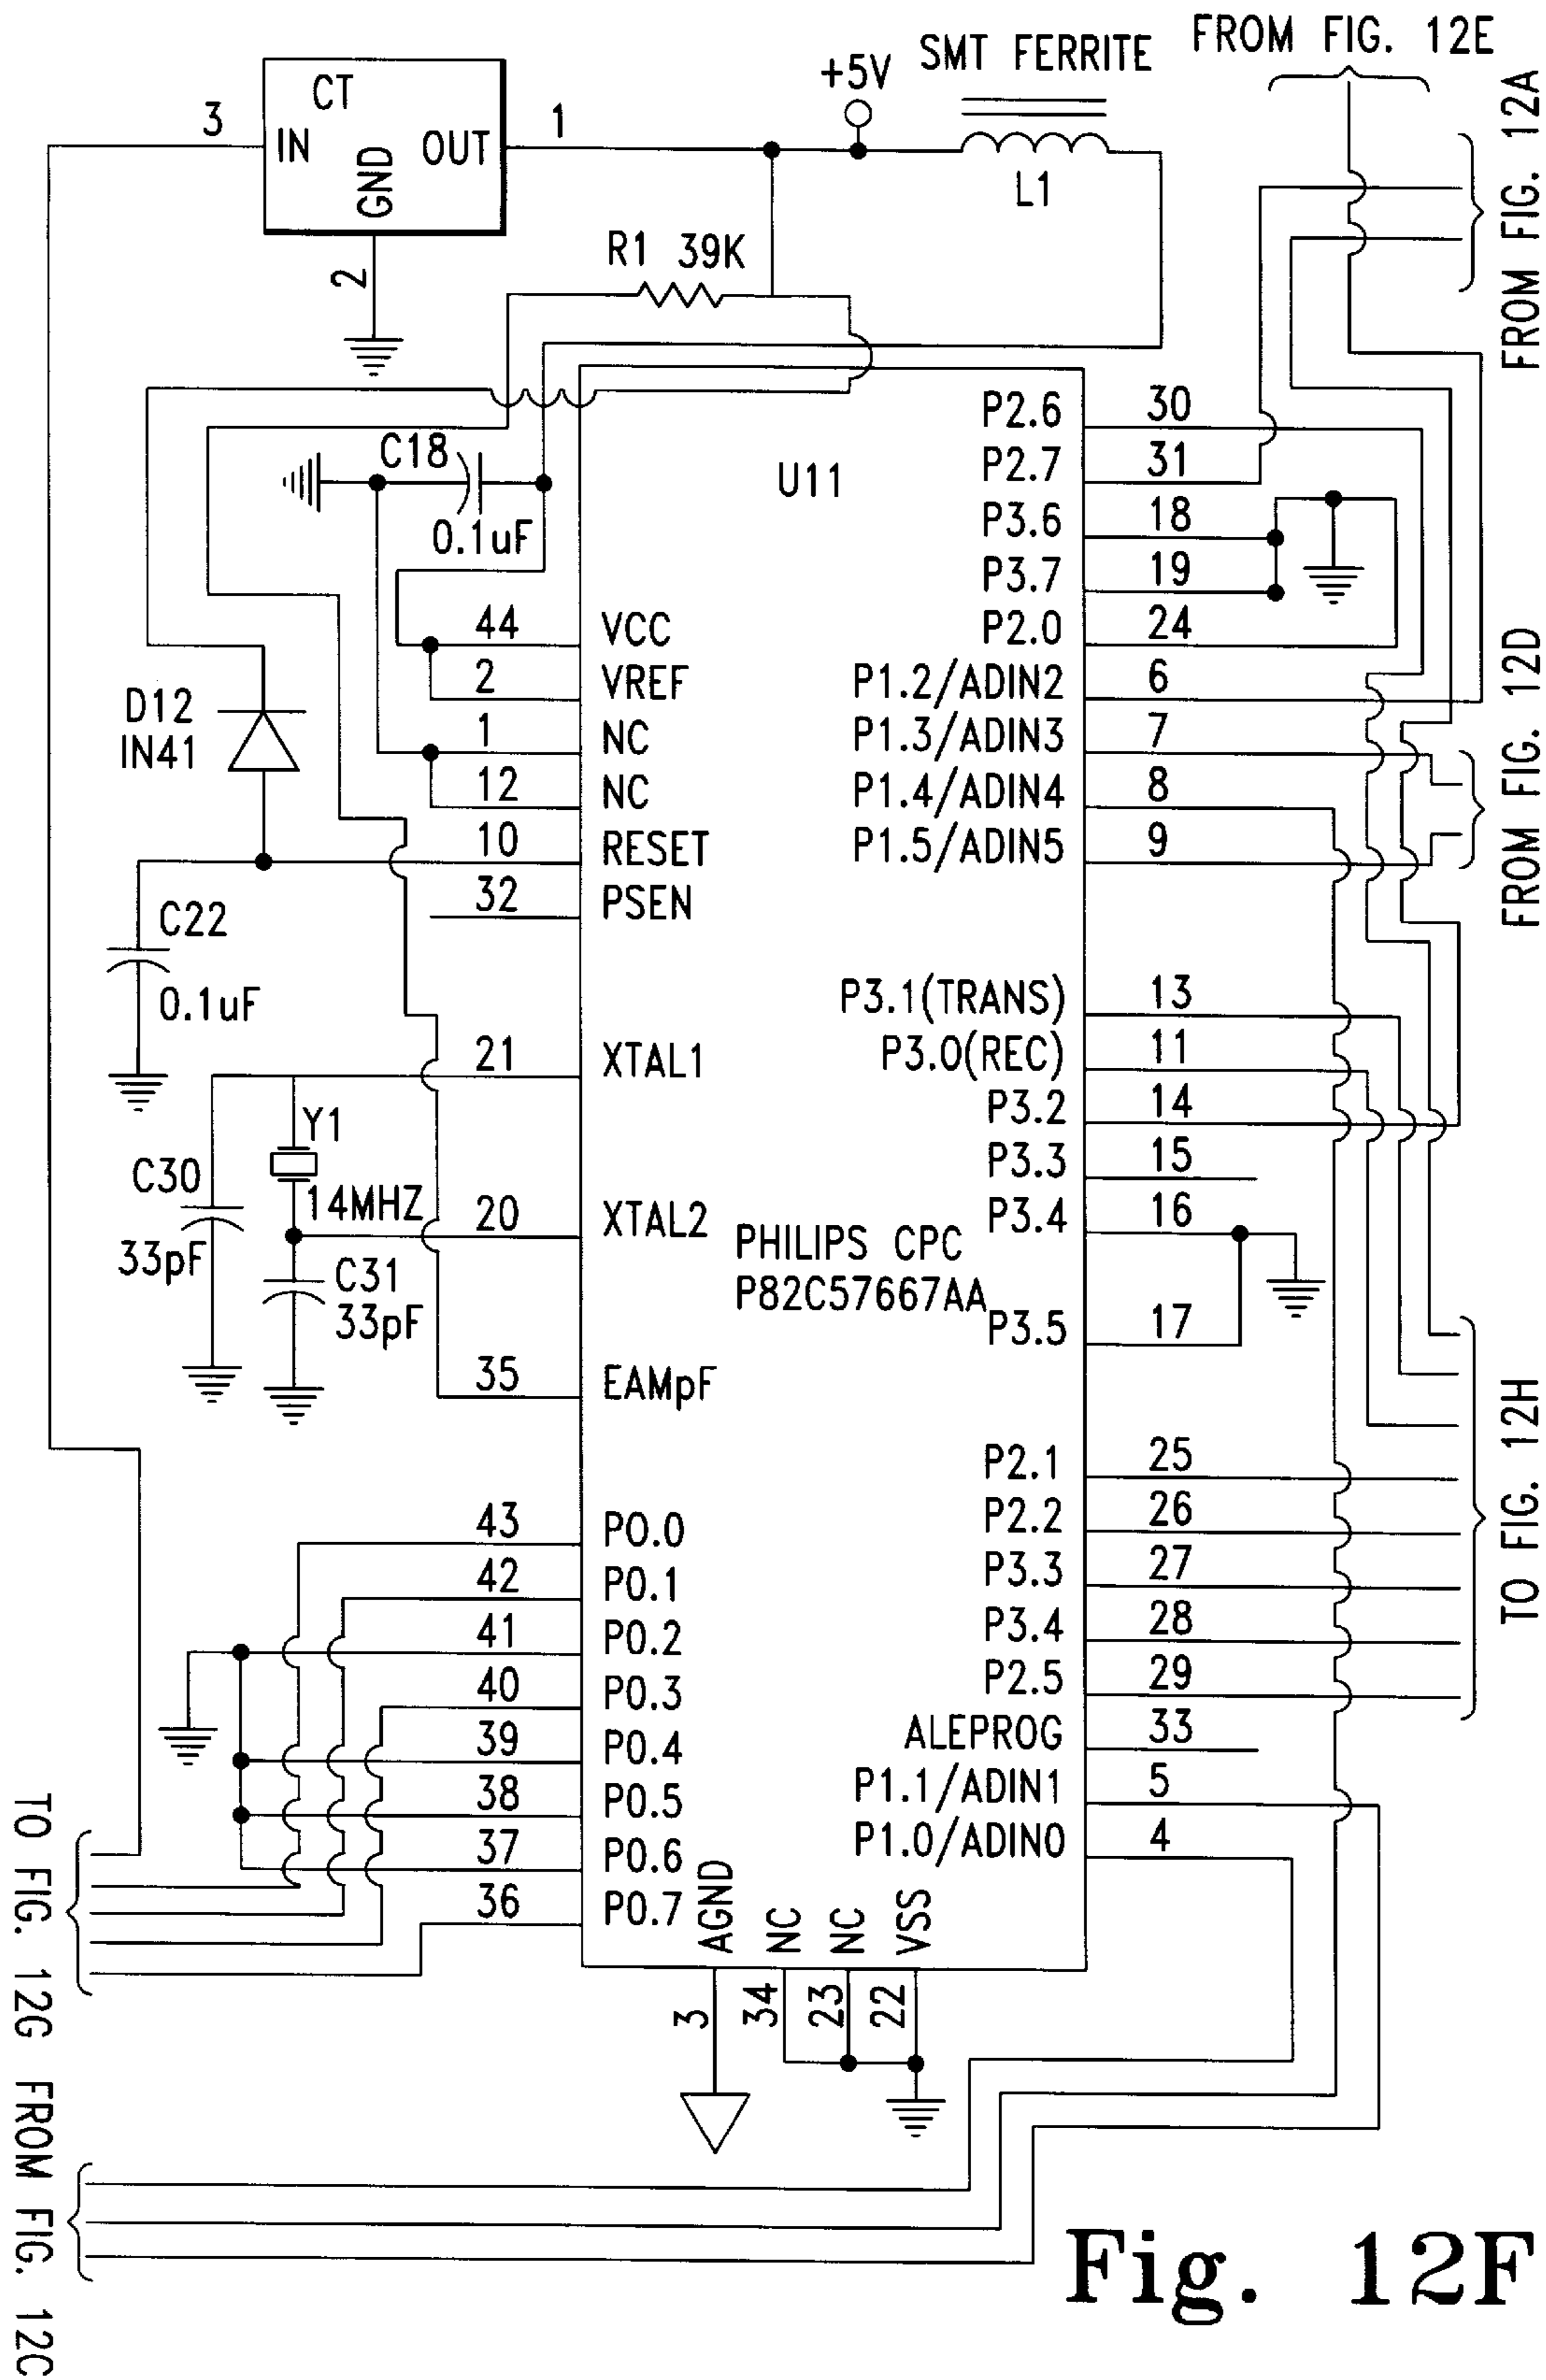 FROM FIG. 12E
SMT FERRITE
+5V
CT
3
IN
OUT
1
GND
2
L1
R1 39K
FROM FIG. 12A
C18
0.1uF
U11
P2.6
30
P2.7
31
P3.6
18
P3.7
19
P2.0
24
44
VCC
P1.2/ADIN2
6
2
VREF
P1.3/ADIN3
7
1
NC
P1.4/ADIN4
8
12
NC
P1.5/ADIN5
9
FROM FIG. 12D
D12
IN41
10
RESET
32
PSEN
C22
0.1uF
P3.1(TRANS)
13
P3.0(REC)
11
21
XTAL1
P3.2
14
Y1
14MHZ
C30
33pF
P3.3
15
20
XTAL2
P3.4
16
C31
33pF
PHILIPS CPC
P82C57667AA
P3.5
17
35
EAMpF
TO FIG. 12H
P2.1
25
43
P0.0
P2.2
26
42
P0.1
P3.3
27
41
P0.2
P3.4
28
40
P0.3
P2.5
29
39
P0.4
ALEPROG
33
38
P0.5
P1.1/ADIN1
5
37
P0.6
P1.0/ADIN0
4
36
P0.7
AGND
NC
NC
VSS
3
34
23
22
TO FIG. 12G FROM FIG. 12C
Fig. 12F